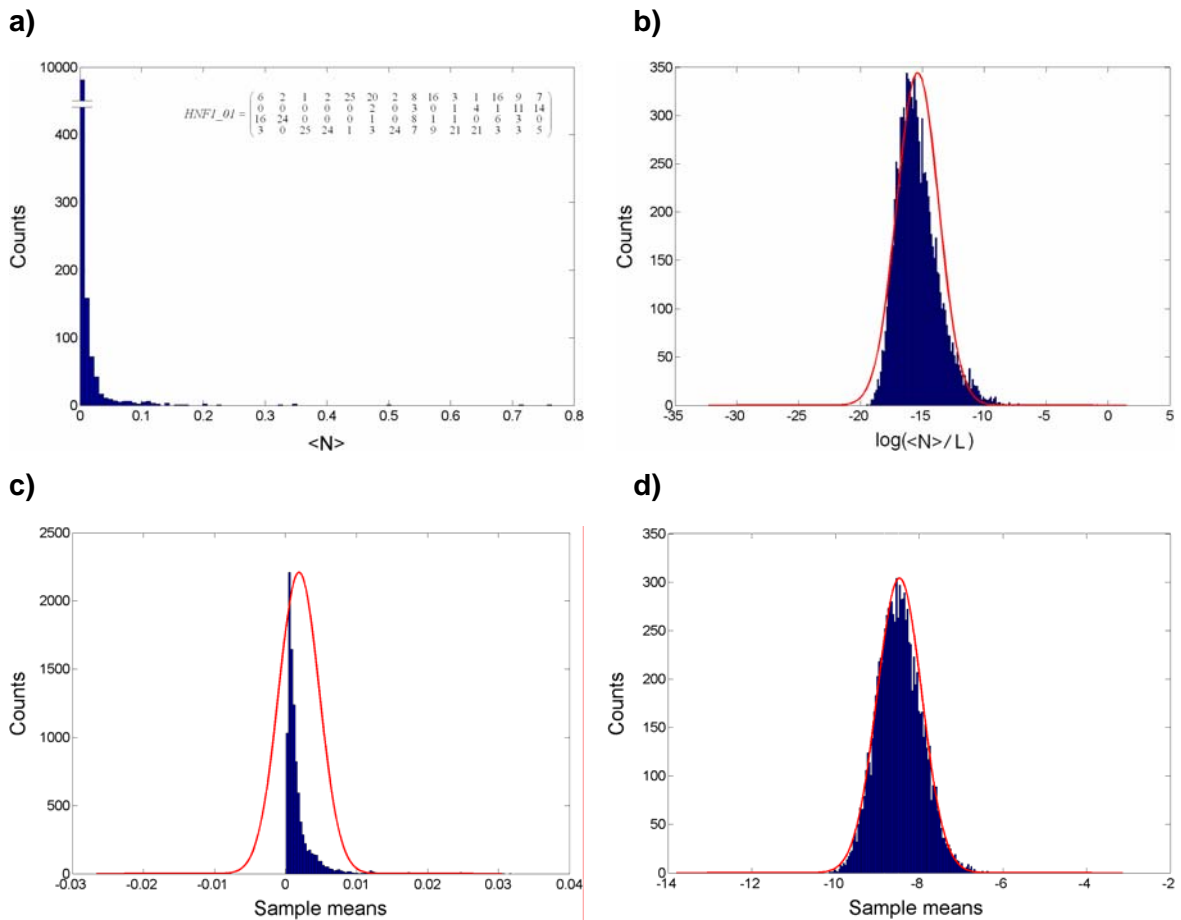 a)
10000
400
300
200
100
0
Counts
0 0.1 0.2 0.3 0.4 0.5 0.6 0.7 0.8
<N>
HNF1_01 =
6 2 1 2 25 20 2 8 16 3 1 16 9 7
0 0 0 0 0 2 0 3 0 1 4 1 11 14
16 24 0 0 0 1 0 8 1 1 0 6 3 0
3 0 25 24 1 3 24 7 9 21 21 3 3 5
b)
350
300
250
200
150
100
50
0
Counts
-35 -30 -25 -20 -15 -10 -5 0 5
log(<N>/L)
c)
2500
2000
1500
1000
500
0
Counts
-0.03 -0.02 -0.01 0 0.01 0.02 0.03 0.04
Sample means
d)
350
300
250
200
150
100
50
0
Counts
-14 -12 -10 -8 -6 -4 -2
Sample means